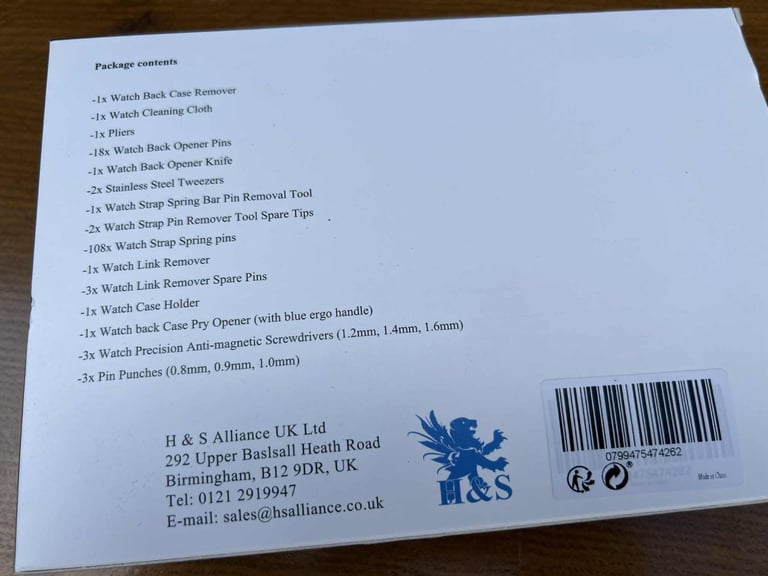 Package contents
-1x Watch Back Case Remover
-1x Watch Cleaning Cloth
-1x Pliers
-18x Watch Back Opener Pins
-1x Watch Back Opener Knife
-2x Stainless Steel Tweezers
-1x Watch Strap Spring Bar Pin Removal Tool
-2x Watch Strap Pin Remover Tool Spare Tips
-108x Watch Strap Spring pins
-1x Watch Link Remover
-3x Watch Link Remover Spare Pins
-1x Watch Case Holder
-1x Watch back Case Pry Opener (with blue ergo handle)
-3x Watch Precision Anti-magnetic Screwdrivers (1.2mm, 1.4mm, 1.6mm)
-3x Pin Punches (0.8mm, 0.9mm, 1.0mm)
H & S Alliance UK Ltd
292 Upper Baslsall Heath Road
Birmingham, B12 9DR, UK
Tel: 0121 2919947
E-mail: sales@hsalliance.co.uk
H&S
0799475474262
Made in China